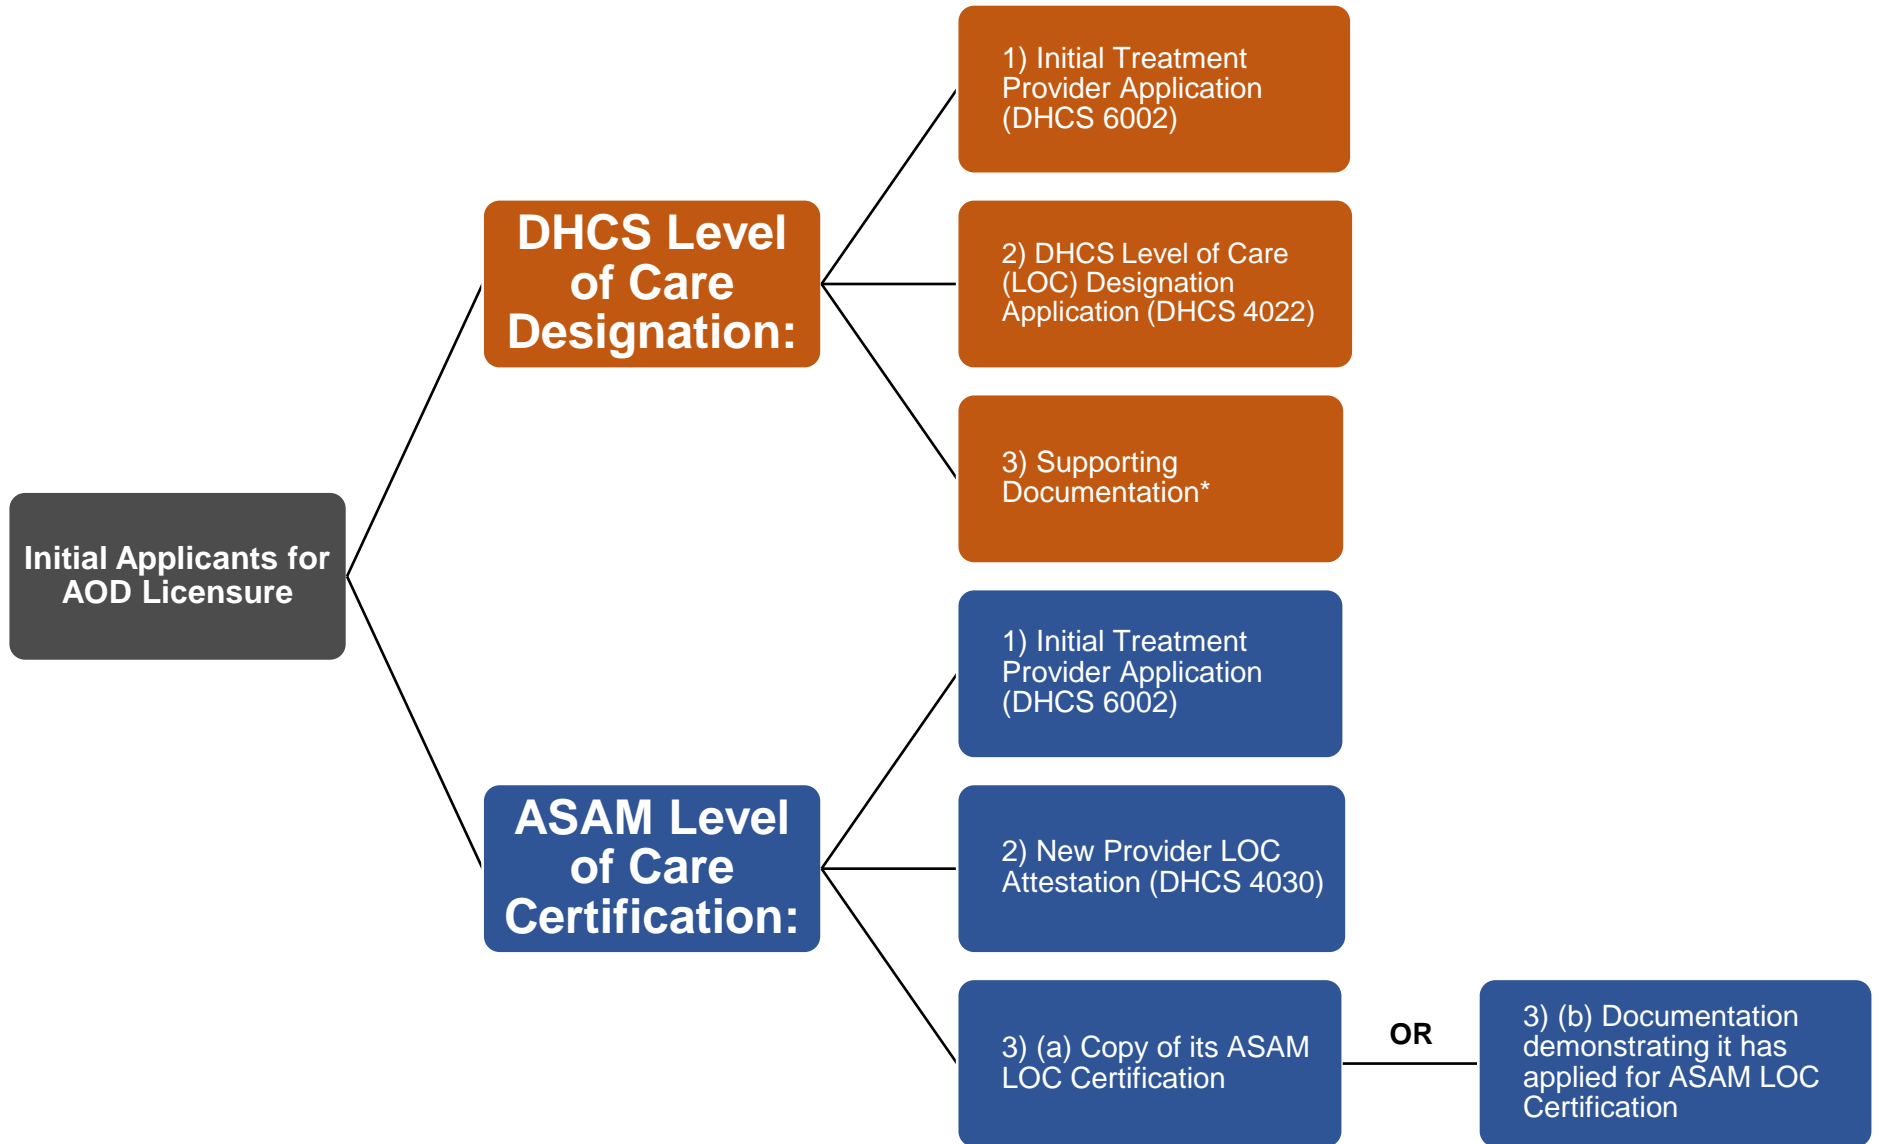 Initial Applicants for
AOD Licensure
DHCS Level
of Care
Designation:
1) Initial Treatment
Provider Application
(DHCS 6002)
2) DHCS Level of Care
(LOC) Designation
Application (DHCS 4022)
3) Supporting
Documentation*
ASAM Level
of Care
Certification:
1) Initial Treatment
Provider Application
(DHCS 6002)
2) New Provider LOC
Attestation (DHCS 4030)
3) (a) Copy of its ASAM
LOC Certification
OR
3) (b) Documentation
demonstrating it has
applied for ASAM LOC
Certification